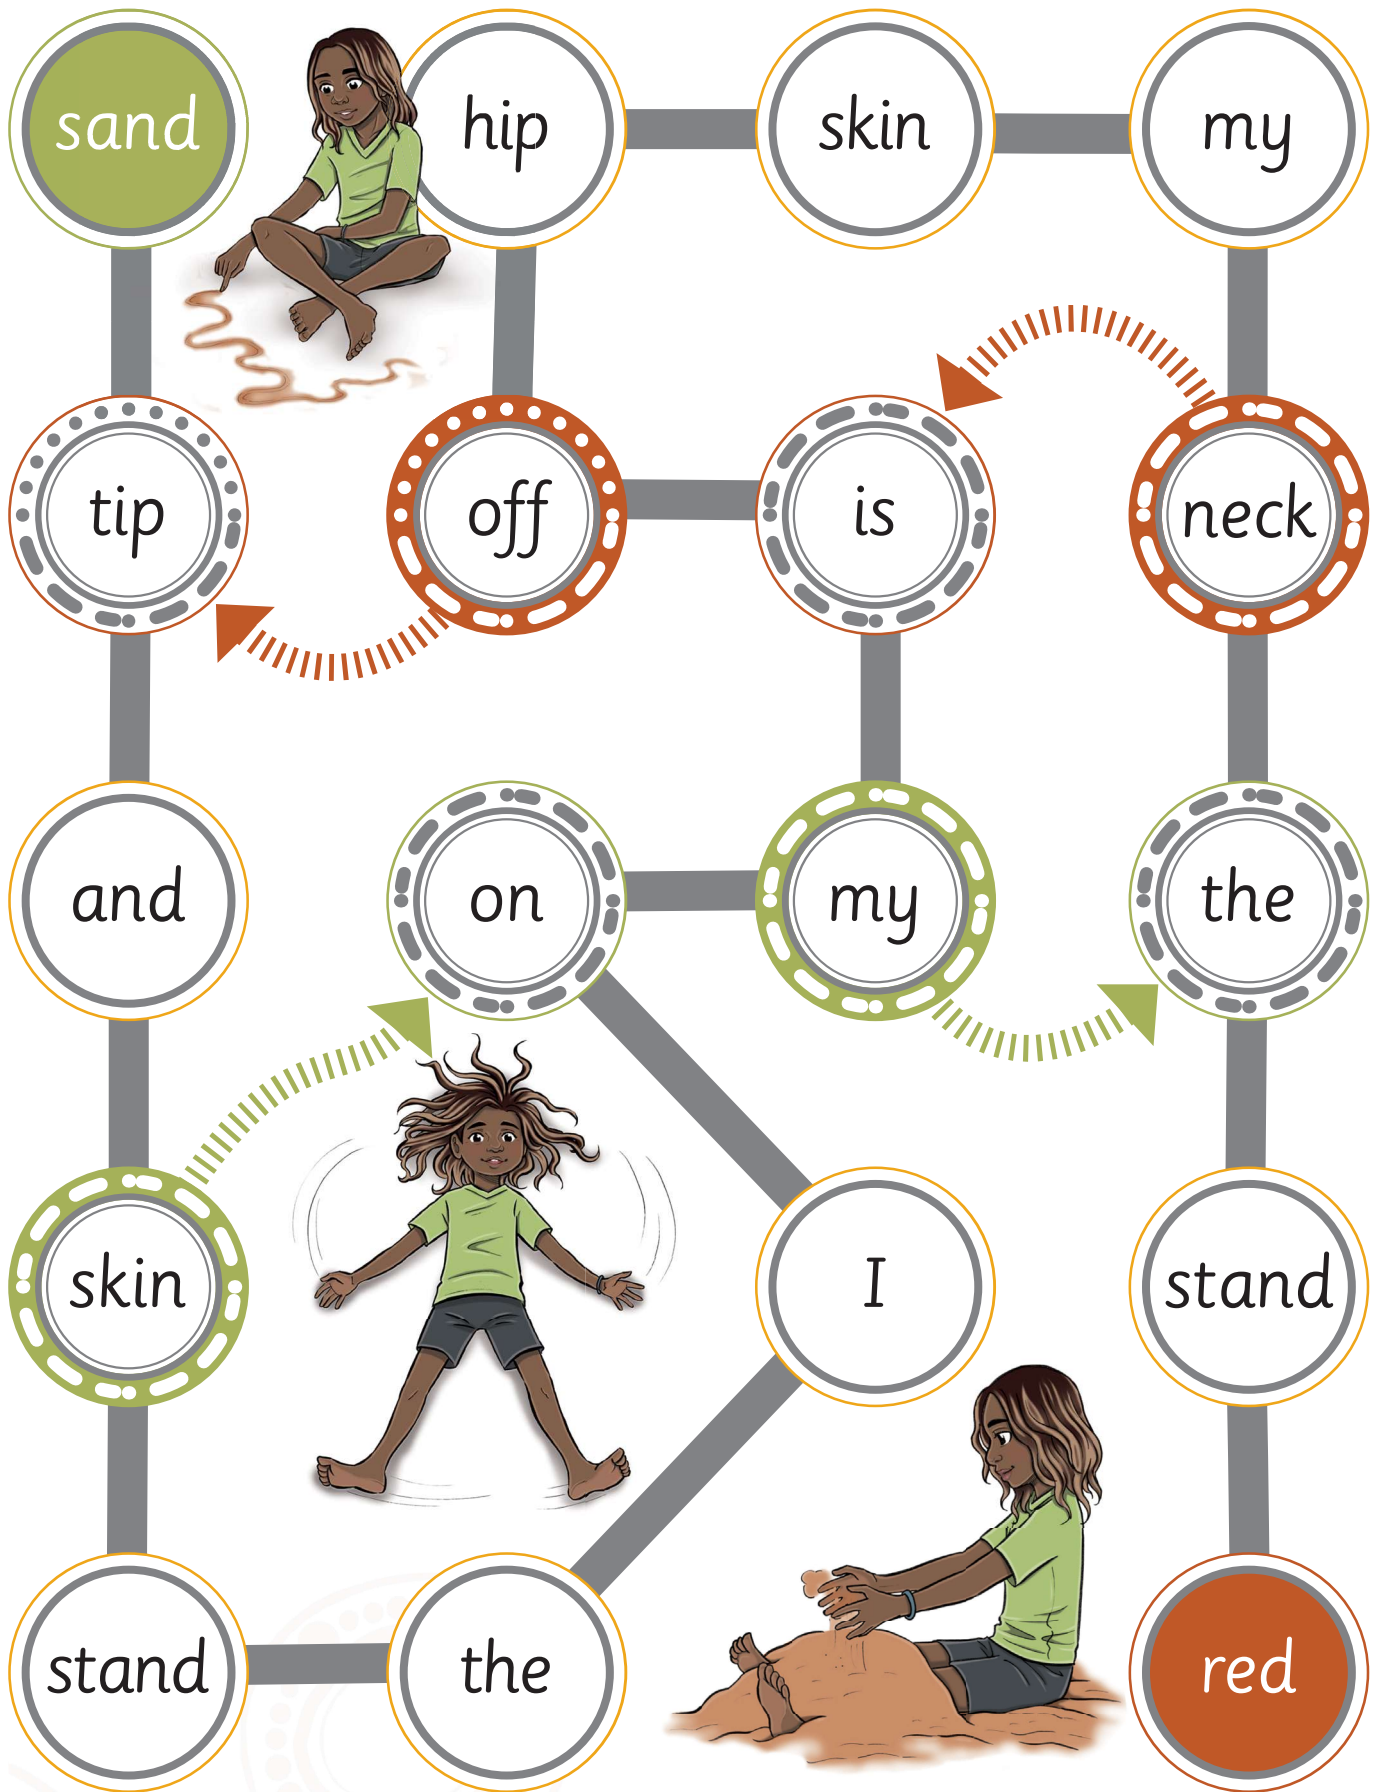 sand
hip
skin
my
tip
off
is
neck
and
on
my
the
skin
I
stand
stand
the
red